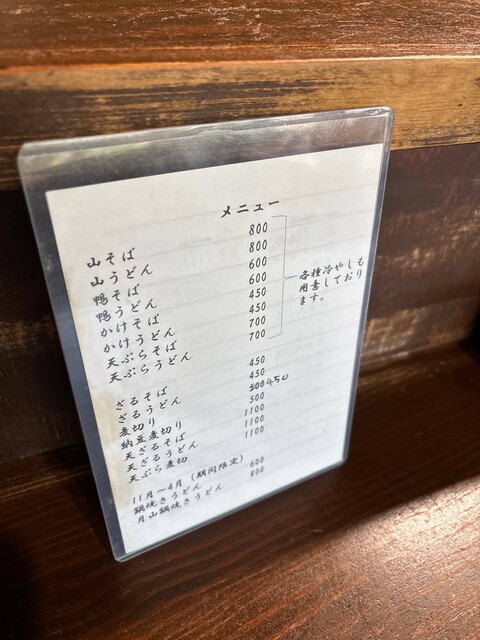 メニュー
山そば 800
山うどん 800
鴨そば 600
鴨うどん 600
かけそば 450
かけうどん 450
天ぷらそば 700
天ぷらうどん 700
各種冷やしも
用意しており
ます。
ざるそば 450
ざるうどん 450
麦切り 500 450
納豆麦切り 500
天ざるそば 1100
天ざるうどん 1100
天ぷら麦切 1100
11月～4月(期間限定)
鍋焼きうどん 600
月山鍋焼きうどん 800